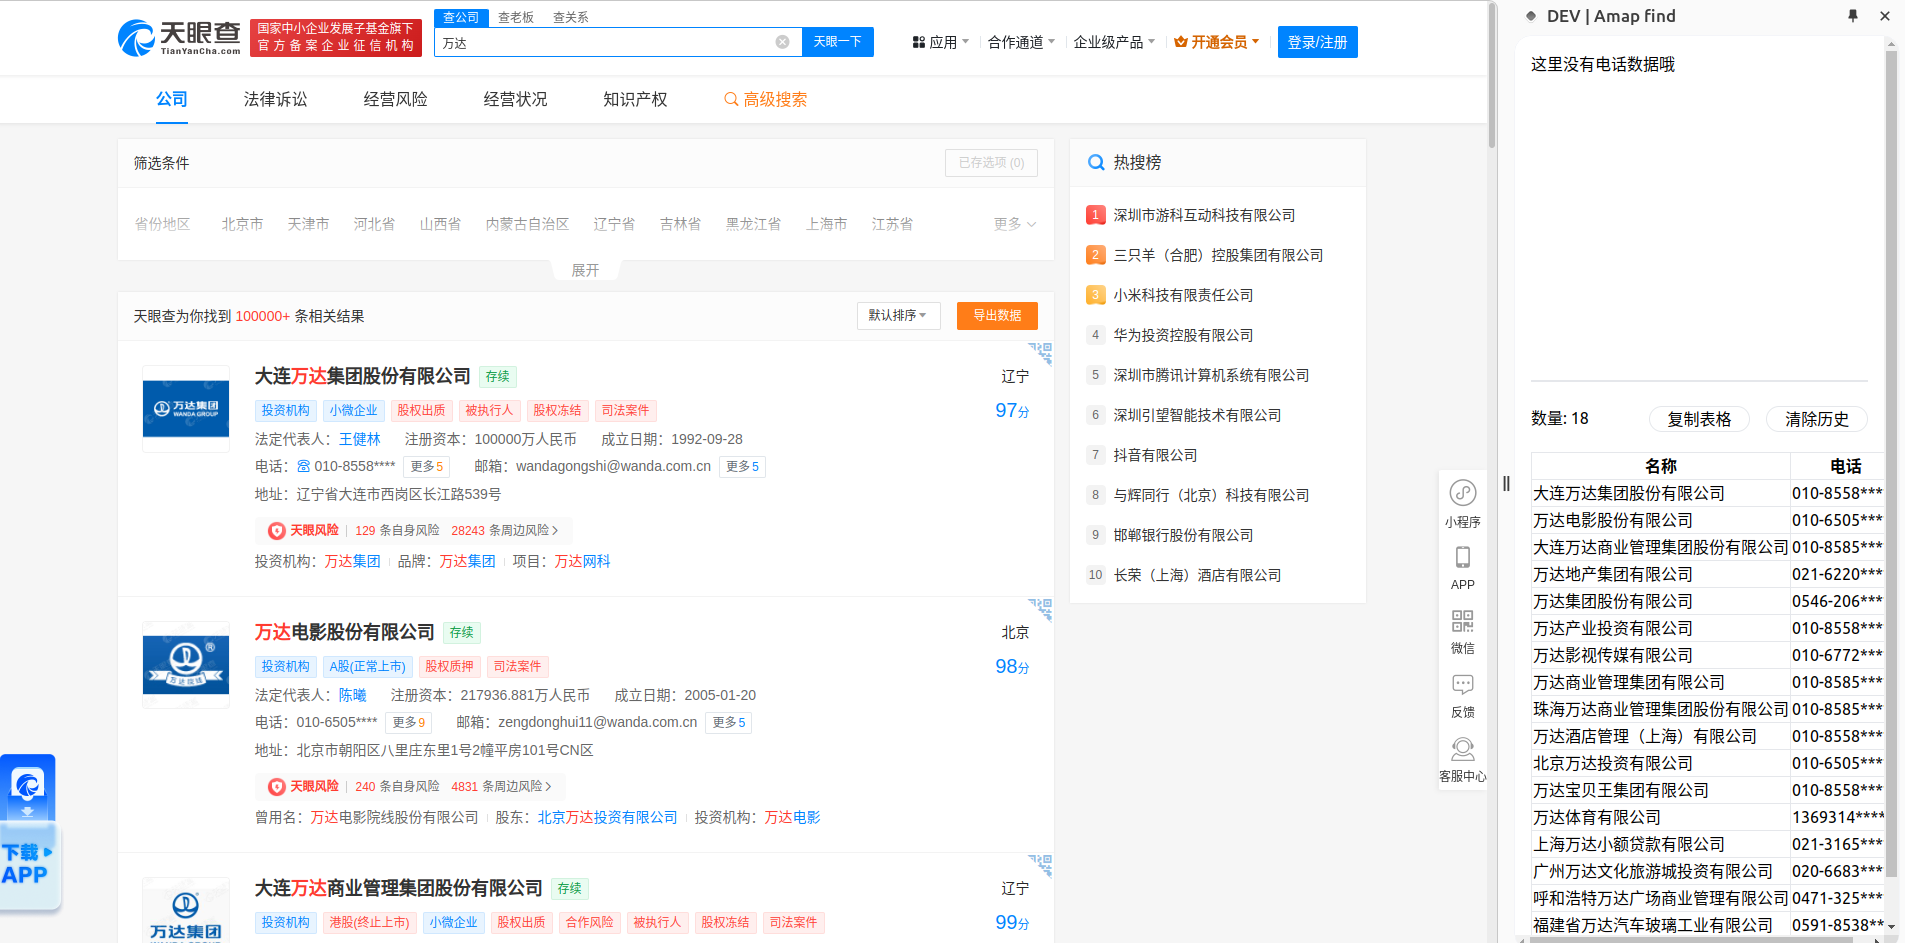 天眼查
TianYanCha.com
国家中小企业发展子基金旗下
官方备案企业征信机构
查公司 查老板 查关系
万达
天眼一下
应用 合作通道 企业级产品 开通会员 登录/注册
公司 法律诉讼 经营风险 经营状况 知识产权 高级搜索
筛选条件 已存选项 (0)
省份地区 北京市 天津市 河北省 山西省 内蒙古自治区 辽宁省 吉林省 黑龙江省 上海市 江苏省 更多
展开
天眼查为你找到 100000+ 条相关结果 默认排序 导出数据
万达集团
WANDA GROUP
大连万达集团股份有限公司 存续 辽宁
投资机构 小微企业 股权出质 被执行人 股权冻结 司法案件 97分
法定代表人：王健林 注册资本：100000万人民币 成立日期：1992-09-28
电话：010-8558**** 更多5 邮箱：wandagongshi@wanda.com.cn 更多5
地址：辽宁省大连市西岗区长江路539号
天眼风险 129 条自身风险 28243 条周边风险
投资机构：万达集团 品牌：万达集团 项目：万达网科
万达院线
万达电影股份有限公司 存续 北京
投资机构 A股(正常上市) 股权质押 司法案件 98分
法定代表人：陈曦 注册资本：217936.881万人民币 成立日期：2005-01-20
电话：010-6505**** 更多9 邮箱：zengdonghui11@wanda.com.cn 更多5
地址：北京市朝阳区八里庄东里1号2幢平房101号CN区
天眼风险 240 条自身风险 4831 条周边风险
曾用名：万达电影院线股份有限公司 股东：北京万达投资有限公司 投资机构：万达电影
万达集团
大连万达商业管理集团股份有限公司 存续 辽宁
投资机构 港股(终止上市) 小微企业 股权出质 合作风险 被执行人 股权冻结 司法案件 99分
热搜榜
1 深圳市游科互动科技有限公司
2 三只羊（合肥）控股集团有限公司
3 小米科技有限责任公司
4 华为投资控股有限公司
5 深圳市腾讯计算机系统有限公司
6 深圳引望智能技术有限公司
7 抖音有限公司
8 与辉同行（北京）科技有限公司
9 邯郸银行股份有限公司
10 长荣（上海）酒店有限公司
小程序
APP
微信
反馈
客服中心
下载
APP
DEV | Amap find
这里没有电话数据哦
数量: 18 复制表格 清除历史
名称 电话
大连万达集团股份有限公司 010-8558****
万达电影股份有限公司 010-6505****
大连万达商业管理集团股份有限公司 010-8585****
万达地产集团有限公司 021-6220****
万达集团股份有限公司 0546-206****
万达产业投资有限公司 010-8558****
万达影视传媒有限公司 010-6772****
万达商业管理集团有限公司 010-8585****
珠海万达商业管理集团股份有限公司 010-8585****
万达酒店管理（上海）有限公司 010-8558****
北京万达投资有限公司 010-6505****
万达宝贝王集团有限公司 010-8558****
万达体育有限公司 1369314****
上海万达小额贷款有限公司 021-3165****
广州万达文化旅游城投资有限公司 020-6683****
呼和浩特万达广场商业管理有限公司 0471-325****
福建省万达汽车玻璃工业有限公司 0591-8538**